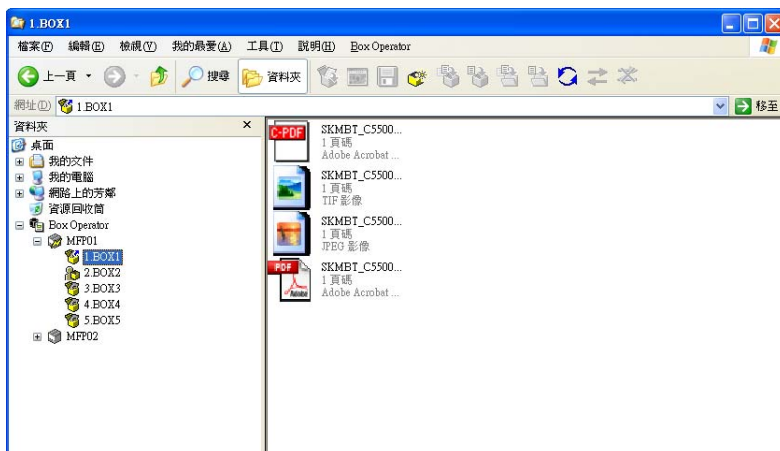 1.BOX1
檔案(F) 編輯(E) 檢視(V) 我的最愛(A) 工具(T) 說明(H) Box Operator
上一頁 搜尋 資料夾
網址(D) 1.BOX1 移至
資料夾
桌面
我的文件
我的電腦
網路上的芳鄰
資源回收筒
Box Operator
MFP01
1.BOX1
2.BOX2
3.BOX3
4.BOX4
5.BOX5
MFP02
C-PDF
SKMBT_C5500...
1 頁碼
Adobe Acrobat ...
SKMBT_C5500...
1 頁碼
TIF 影像
SKMBT_C5500...
1 頁碼
JPEG 影像
PDF
Adobe
SKMBT_C5500...
1 頁碼
Adobe Acrobat ...